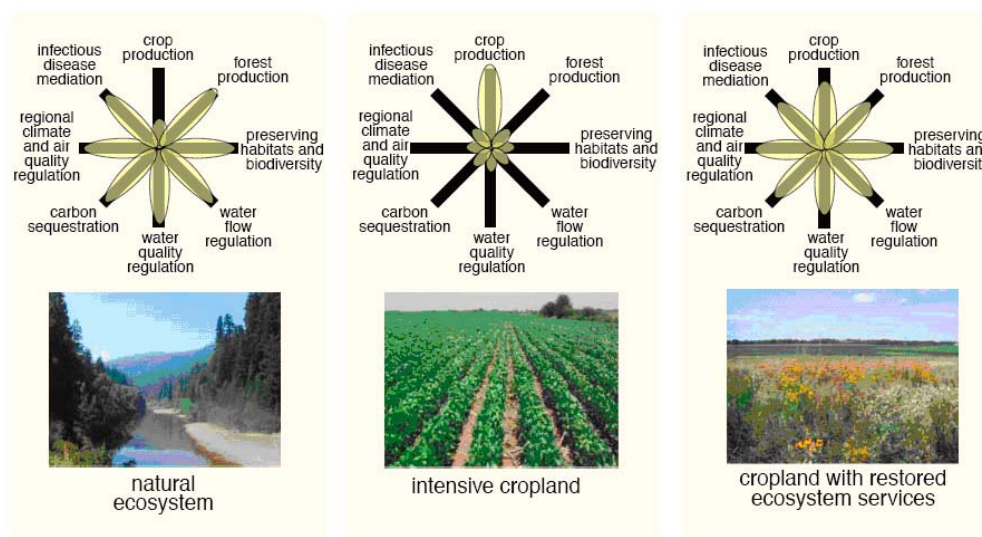 crop
production
infectious
disease
mediation
forest
production
regional
climate
and air
quality
regulation
preserving
habitats and
biodiversity
carbon
sequestration
water
flow
regulation
water
quality
regulation
natural
ecosystem
crop
production
infectious
disease
mediation
forest
production
regional
climate
and air
quality
regulation
preserving
habitats and
biodiversity
carbon
sequestration
water
flow
regulation
water
quality
regulation
intensive cropland
crop
production
infectious
disease
mediation
forest
production
regional
climate
and air
quality
regulation
preserving
habitats and
biodiversity
carbon
sequestration
water
flow
regulation
water
quality
regulation
cropland with restored
ecosystem services